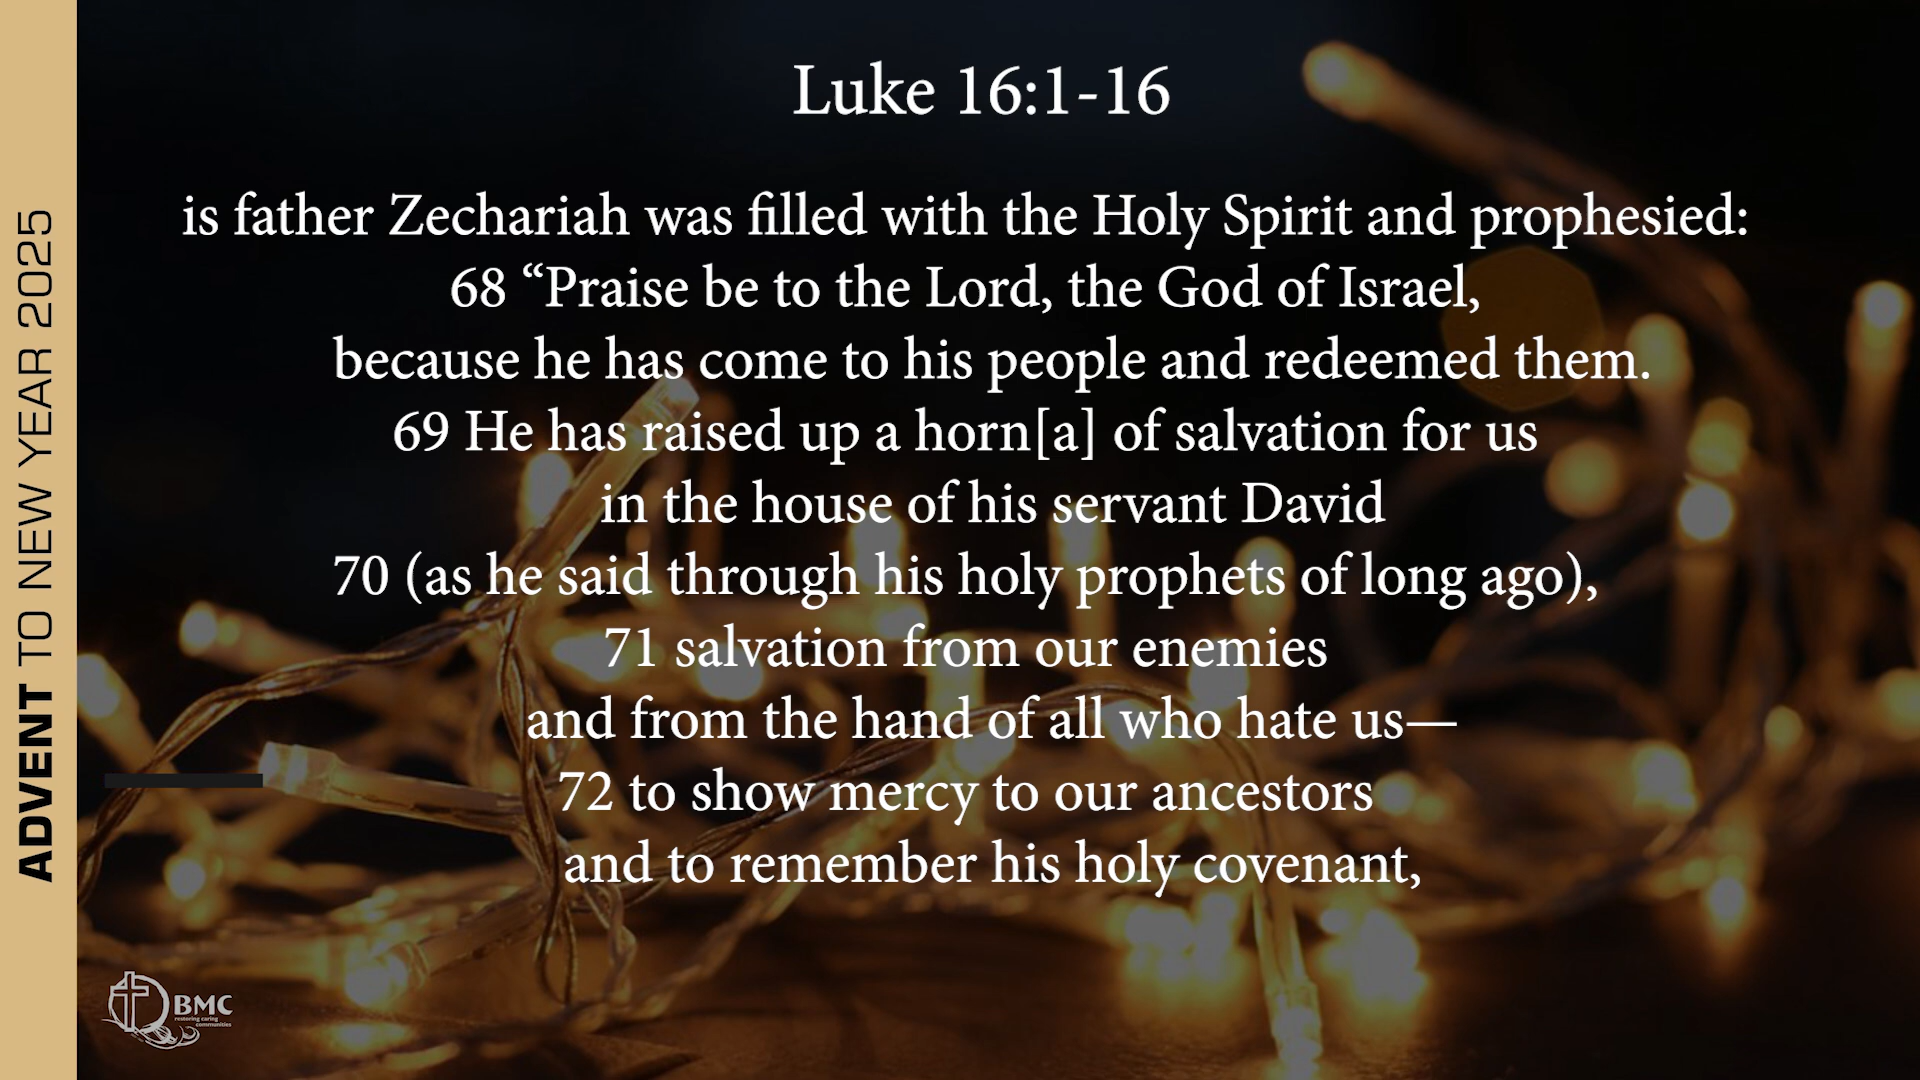 Luke 16:1-16
is father Zechariah was filled with the Holy Spirit and prophesied:
68 “Praise be to the Lord, the God of Israel,
because he has come to his people and redeemed them.
69 He has raised up a horn[a] of salvation for us
in the house of his servant David
70 (as he said through his holy prophets of long ago),
71 salvation from our enemies
and from the hand of all who hate us—
72 to show mercy to our ancestors
and to remember his holy covenant,
ADVENT TO NEW YEAR 2025
BMC
restoring caring
communities